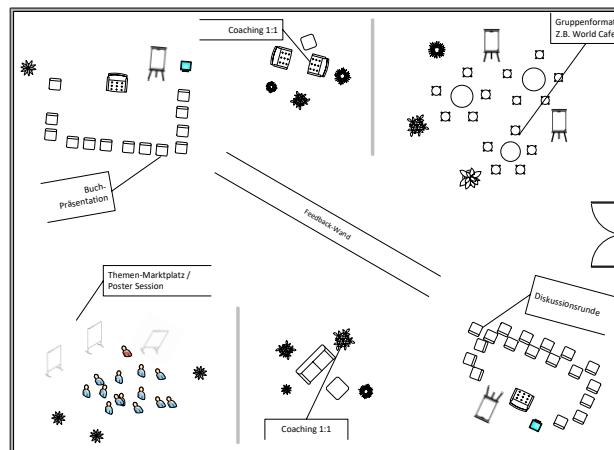 Coaching 1:1
Gruppenformat
Z.B. World Cafe
Buch-
Präsentation
Feedback-Wand
Themen-Marktplatz /
Poster Session
Diskussionsrunde
Coaching 1:1